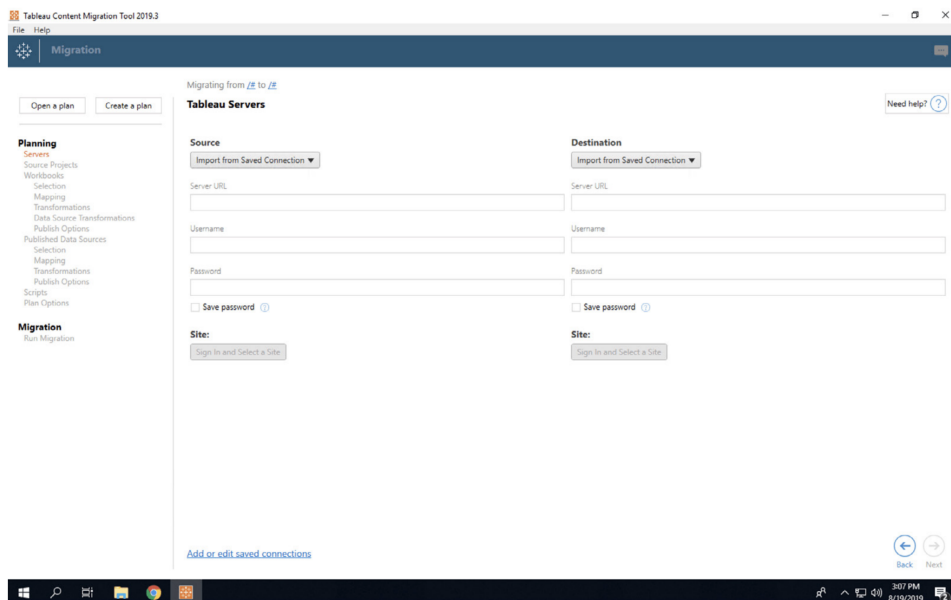 Tableau Content Migration Tool 2019.3
File Help
Migration
Open a plan Create a plan
Planning
Servers
Source Projects
Workbooks
Selection
Mapping
Transformations
Data Source Transformations
Publish Options
Published Data Sources
Selection
Mapping
Transformations
Publish Options
Scripts
Plan Options
Migration
Run Migration
Migrating from /# to /#
Tableau Servers
Need help? ?
Source
Import from Saved Connection ▼
Server URL
Username
Password
Save password ?
Site:
Sign In and Select a Site
Destination
Import from Saved Connection ▼
Server URL
Username
Password
Save password ?
Site:
Sign In and Select a Site
Add or edit saved connections
Back Next
3:07 PM
8/19/2019
2